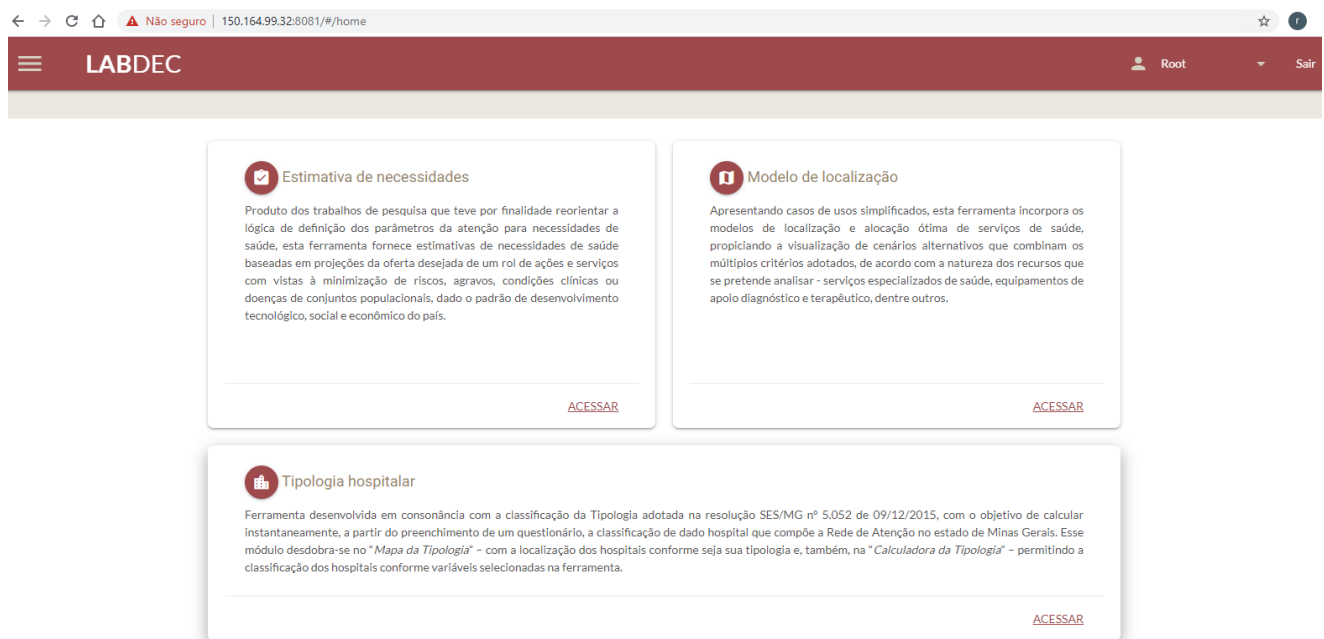 Não seguro | 150.164.99.32:8081/#/home
r
LABDEC
Root
Sair
Estimativa de necessidades
Produto dos trabalhos de pesquisa que teve por finalidade reorientar a
lógica de definição dos parâmetros da atenção para necessidades de
saúde, esta ferramenta fornece estimativas de necessidades de saúde
baseadas em projeções da oferta desejada de um rol de ações e serviços
com vistas à minimização de riscos, agravos, condições clínicas ou
doenças de conjuntos populacionais, dado o padrão de desenvolvimento
tecnológico, social e econômico do país.
ACESSAR
Modelo de localização
Apresentando casos de usos simplificados, esta ferramenta incorpora os
modelos de localização e alocação ótima de serviços de saúde,
propiciando a visualização de cenários alternativos que combinam os
múltiplos critérios adotados, de acordo com a natureza dos recursos que
se pretende analisar - serviços especializados de saúde, equipamentos de
apoio diagnóstico e terapêutico, dentre outros.
ACESSAR
Tipologia hospitalar
Ferramenta desenvolvida em consonância com a classificação da Tipologia adotada na resolução SES/MG nº 5.052 de 09/12/2015, com o objetivo de calcular
instantaneamente, a partir do preenchimento de um questionário, a classificação de dado hospital que compõe a Rede de Atenção no estado de Minas Gerais. Esse
módulo desdobra-se no "Mapa da Tipologia" – com a localização dos hospitais conforme seja sua tipologia e, também, na "Calculadora da Tipologia" – permitindo a
classificação dos hospitais conforme variáveis selecionadas na ferramenta.
ACESSAR